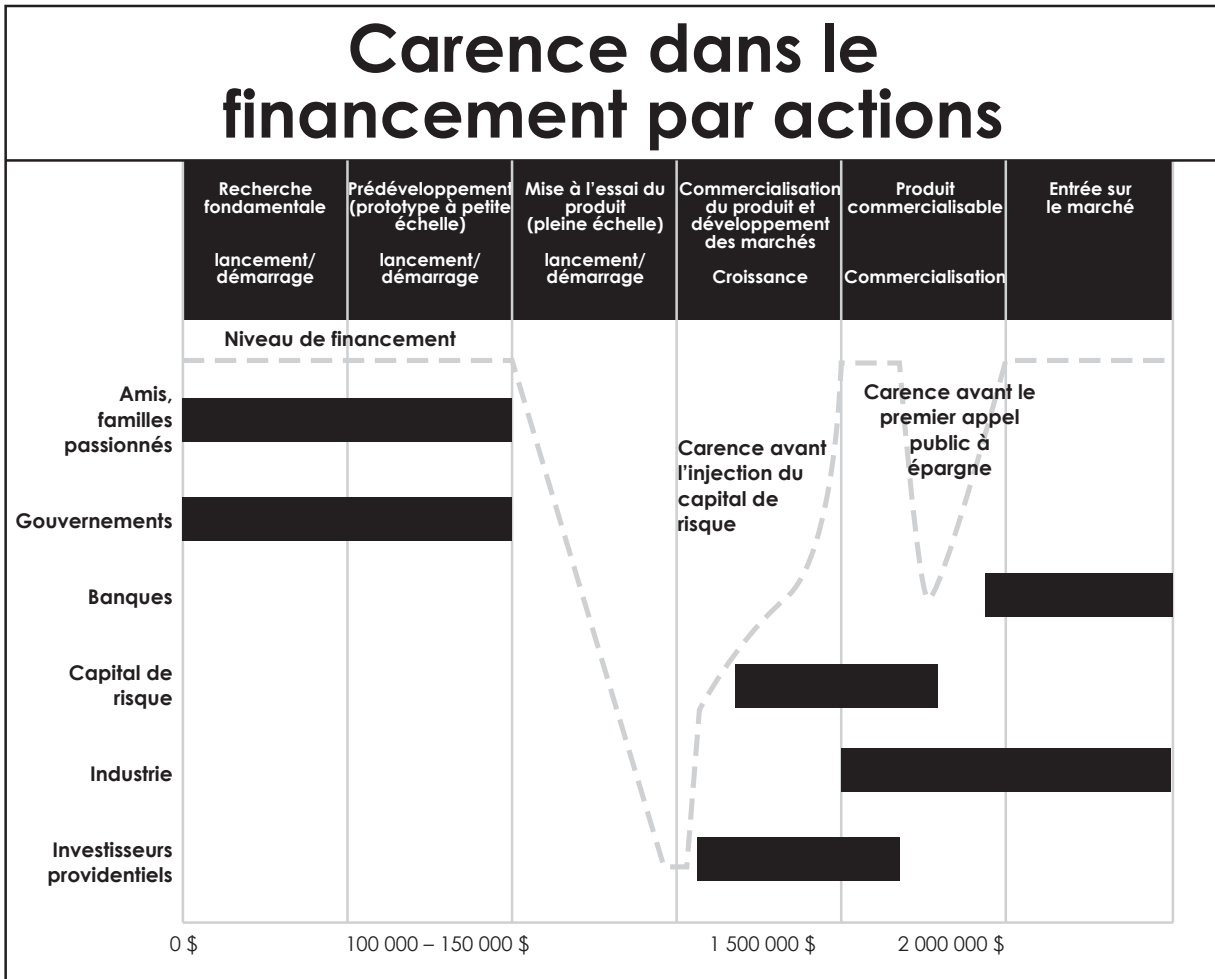 Carence dans le
financement par actions
Recherche
fondamentale
lancement/
démarrage
Prédéveloppement
(prototype à petite
échelle)
lancement/
démarrage
Mise à l'essai du
produit
(pleine échelle)
lancement/
démarrage
Commercialisation
du produit et
développement
des marchés
Croissance
Produit
commercialisable
Commercialisation
Entrée sur
le marché
Niveau de financement
Amis,
familles
passionnés
Gouvernements
Banques
Capital de
risque
Industrie
Investisseurs
providentiels
Carence avant
l'injection du
capital de
risque
Carence avant le
premier appel
public à
épargne
0 $
100 000 – 150 000 $
1 500 000 $
2 000 000 $